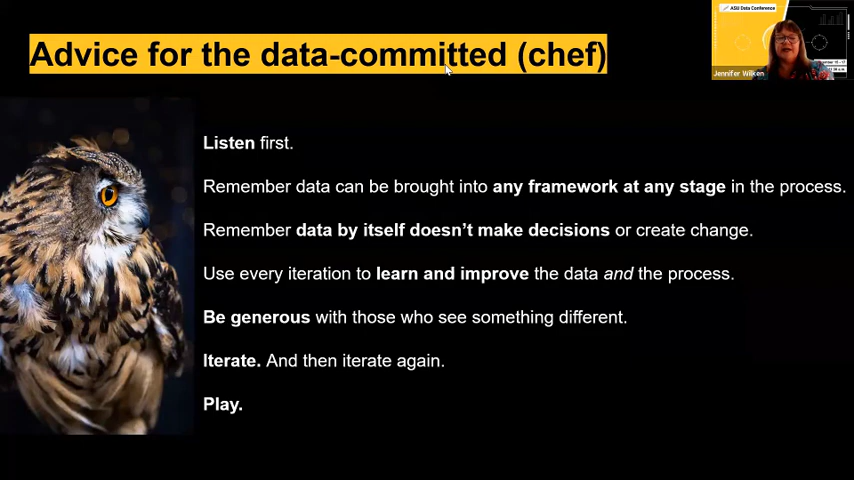 Advice for the data-committed (chef)
ASU Data Conference
Jennifer Wilken
Listen first.
Remember data can be brought into any framework at any stage in the process.
Remember data by itself doesn’t make decisions or create change.
Use every iteration to learn and improve the data and the process.
Be generous with those who see something different.
Iterate. And then iterate again.
Play.